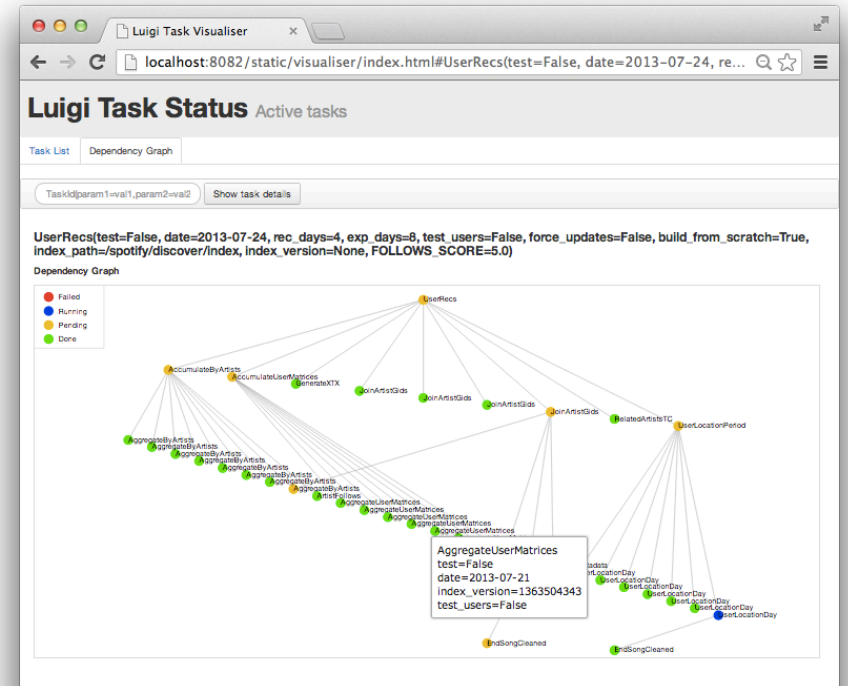 Luigi Task Visualiser
localhost:8082/static/visualiser/index.html#UserRecs(test=False, date=2013-07-24, re...
Luigi Task Status Active tasks
Task List Dependency Graph
TaskId(param1=val1,param2=val2 Show task details
UserRecs(test=False, date=2013-07-24, rec_days=4, exp_days=8, test_users=False, force_updates=False, build_from_scratch=True,
index_path=/spotify/discover/index, index_version=None, FOLLOWS_SCORE=5.0)
Dependency Graph
Failed
Running
Pending
Done
UserRecs
AccumulateByArtists
AccumulateUserMatrices
GenerateXTX
JoinArtistGids
JoinArtistGids
JoinArtistGids
JoinArtistGids
RelatedArtistsTC
UserLocationPeriod
AggregateByArtists
AggregateByArtists
AggregateByArtists
AggregateByArtists
AggregateByArtists
AggregateByArtists
AggregateByArtists
AggregateByArtists
ArtistFollows
AggregateUserMatrices
AggregateUserMatrices
AggregateUserMatrices
AggregateUserMatrices
AggregateUserMatrices
AggregateUserMatrices
test=False
date=2013-07-21
index_version=1363504343
test_users=False
adata
erLocationDay
UserLocationDay
UserLocationDay
UserLocationDay
UserLocationDay
UserLocationDay
UserLocationDay
EndSongCleaned
EndSongCleaned